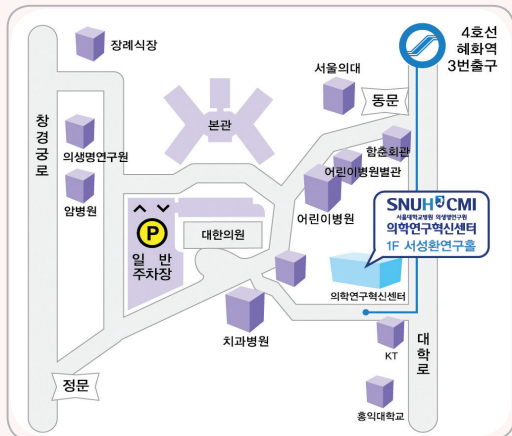 4호선
혜화역
3번출구
장례식장
서울의대
동문
창경궁로
본관
의생명연구원
함춘회관
어린이병원별관
암병원
어린이병원
SNUH CMI
서울대학교병원 의생명연구원
의학연구혁신센터
1F 서성환연구홀
P
일 반
주차장
대한의원
의학연구혁신센터
치과병원
대학로
KT
정문
홍익대학교